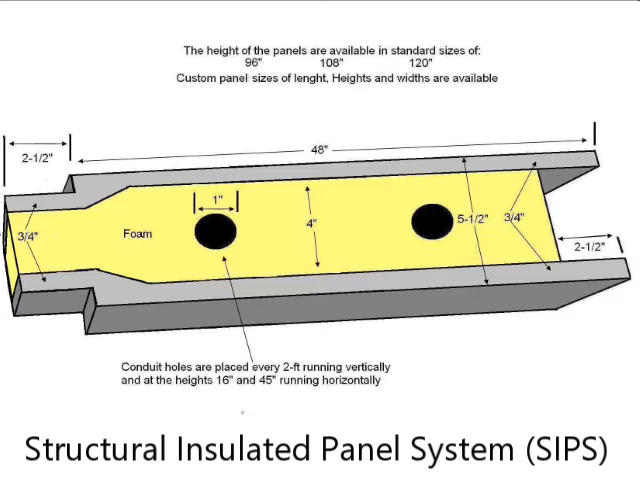 The height of the panels are available in standard sizes of:
96" 108" 120"
Custom panel sizes of lenght, Heights and widths are available
2-1/2"
48"
1"
3/4"
Foam
4"
5-1/2"
3/4"
2-1/2"
Conduit holes are placed every 2-ft running vertically
and at the heights 16" and 45" running horizontally
Structural Insulated Panel System (SIPS)